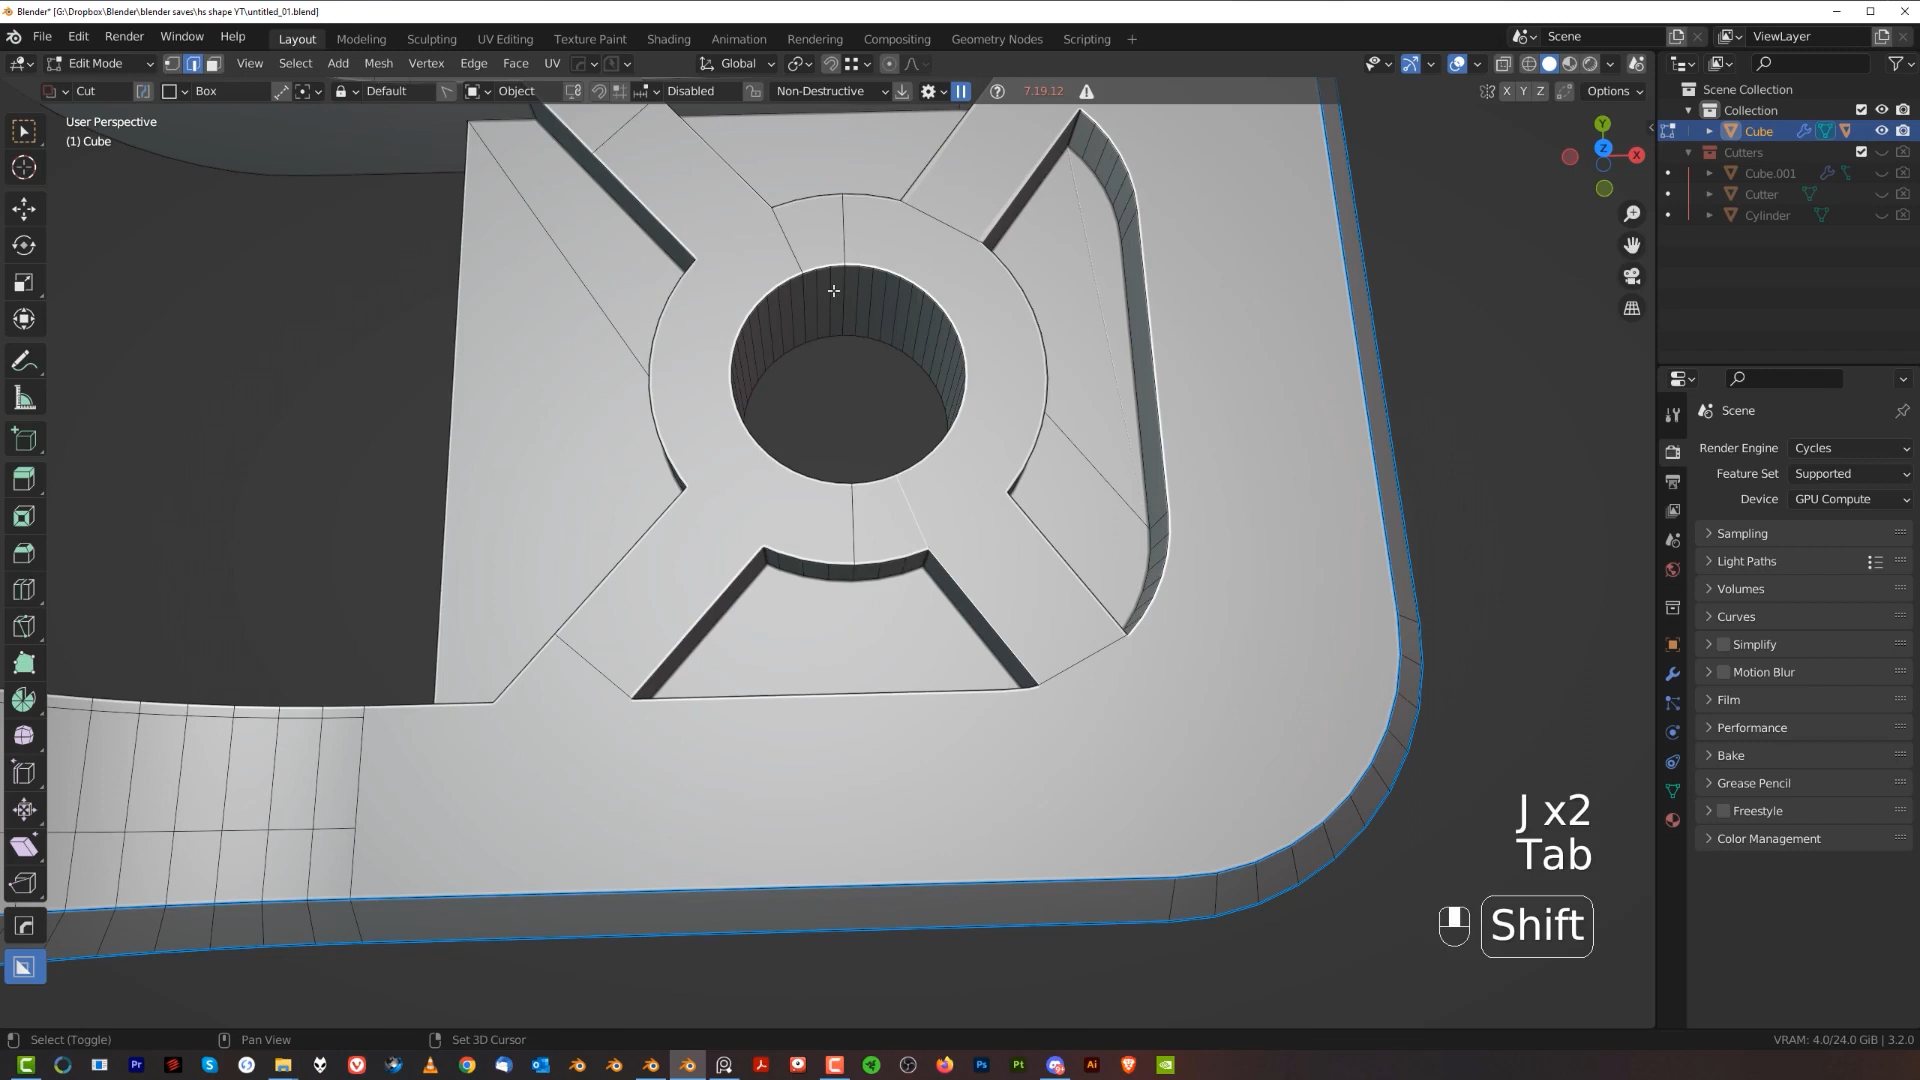 Blender* [G:\Dropbox\Blender\blender saves\hs shape YT\untitled_01.blend]
File Edit Render Window Help Layout Modeling Sculpting UV Editing Texture Paint Shading Animation Rendering Compositing Geometry Nodes Scripting + Scene ViewLayer
Edit Mode View Select Add Mesh Vertex Edge Face UV Global
Cut Box Default Object Disabled Non-Destructive 7.19.12 X Y Z Options
User Perspective
(1) Cube
Y
Z
X
Scene Collection
Collection
Cube
Cutters
Cube.001
Cutter
Cylinder
Scene
Render Engine Cycles
Feature Set Supported
Device GPU Compute
Sampling
Light Paths
Volumes
Curves
Simplify
Motion Blur
Film
Performance
Bake
Grease Pencil
Freestyle
Color Management
J x2
Tab
Shift
Select (Toggle) Pan View Set 3D Cursor VRAM: 4.0/24.0 GiB | 3.2.0
Pr S Ps Pt Ai